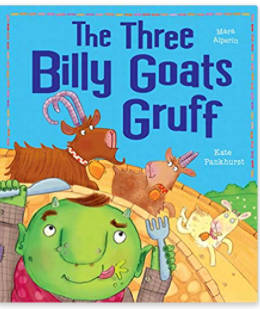 The Three
Mara
Alperin
Billy Goats
Gruff
Kate
Pankhurst